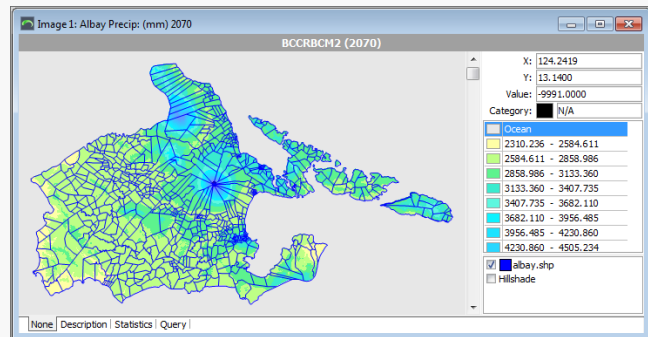 Image 1: Albay Precip: (mm) 2070
BCCRBCM2 (2070)
X: 124.2419
Y: 13.1400
Value: -9991.0000
Category: N/A
Ocean
2310.236 - 2584.611
2584.611 - 2858.986
2858.986 - 3133.360
3133.360 - 3407.735
3407.735 - 3682.110
3682.110 - 3956.485
3956.485 - 4230.860
4230.860 - 4505.234
albay.shp
Hillshade
None Description Statistics Query